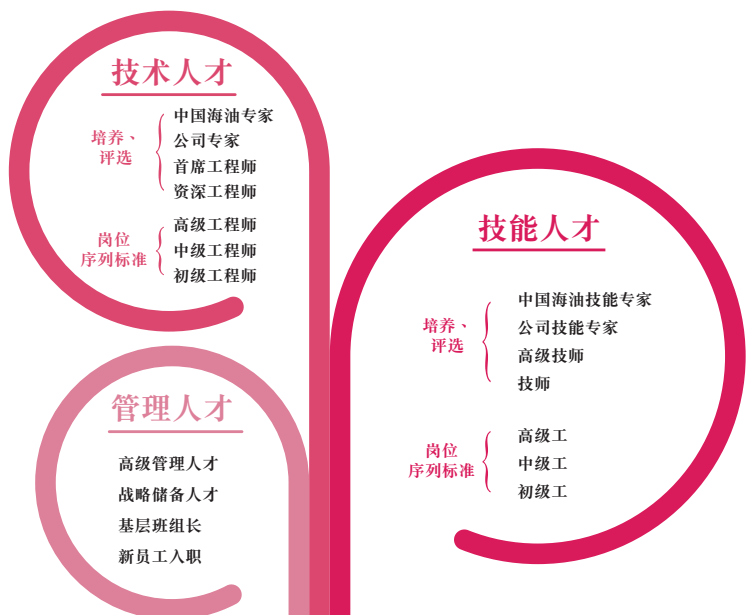 技术人才
培养、
评选
中国海油专家
公司专家
首席工程师
资深工程师
岗位
序列标准
高级工程师
中级工程师
初级工程师
技能人才
培养、
评选
中国海油技能专家
公司技能专家
高级技师
技师
岗位
序列标准
高级工
中级工
初级工
管理人才
高级管理人才
战略储备人才
基层班组长
新员工入职